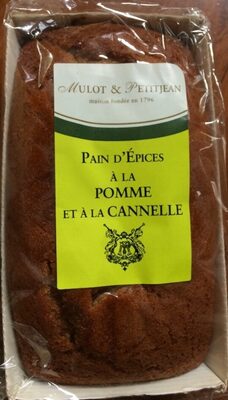 MULOT & PETITJEAN
maison fondée en 1796
PAIN D'ÉPICES
À LA
POMME
ET À LA CANNELLE